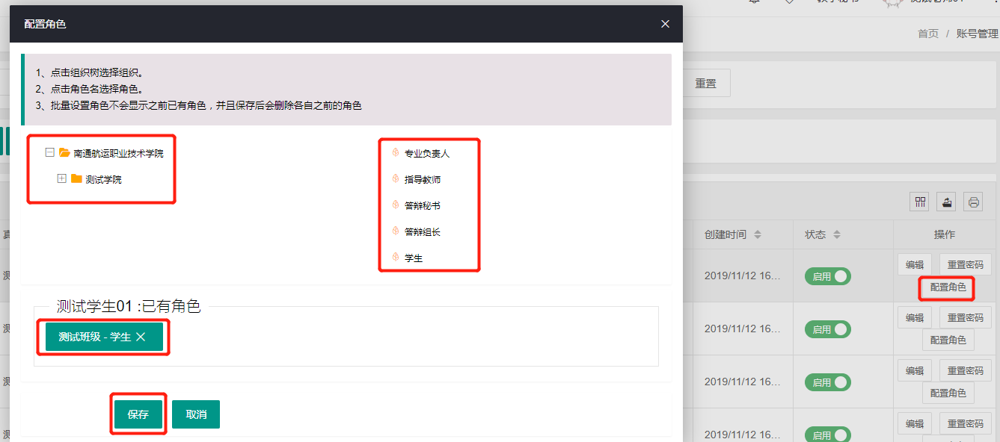 配置角色
首页 / 账号管理
1、点击组织树选择组织。
2、点击角色名选择角色。
3、批量设置角色不会显示之前已有角色，并且保存后会删除各自之前的角色
重置
南通航运职业技术学院
测试学院
专业负责人
指导教师
答辩秘书
答辩组长
学生
测试学生01 :已有角色
测试班级 - 学生
保存 取消
创建时间 状态 操作
2019/11/12 16... 启用 编辑 重置密码
配置角色
2019/11/12 16... 启用 编辑 重置密码
配置角色
2019/11/12 16... 启用 编辑 重置密码
配置角色
2019/11/12 16... 启用 编辑 重置密码